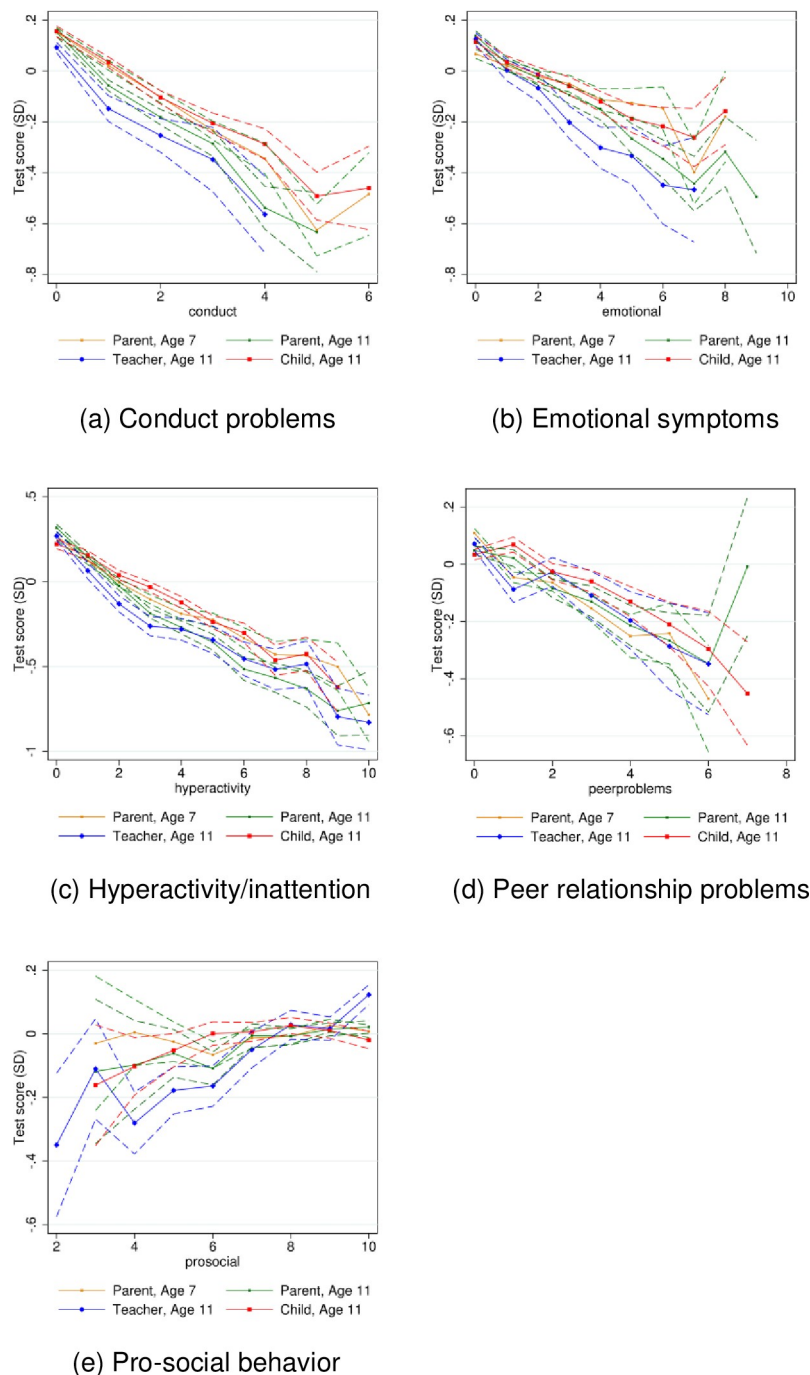 .2
0
-.2
-.4
-.6
-.8
Test score (SD)
0 2 4 6
conduct
Parent, Age 7 Parent, Age 11
Teacher, Age 11 Child, Age 11
(a) Conduct problems
.2
0
-.2
-.4
-.6
-.8
Test score (SD)
0 2 4 6 8 10
emotional
Parent, Age 7 Parent, Age 11
Teacher, Age 11 Child, Age 11
(b) Emotional symptoms
.5
0
-.5
-1
Test score (SD)
0 2 4 6 8 10
hyperactivity
Parent, Age 7 Parent, Age 11
Teacher, Age 11 Child, Age 11
(c) Hyperactivity/inattention
.2
0
-.2
-.4
-.6
Test score (SD)
0 2 4 6 8
peerproblems
Parent, Age 7 Parent, Age 11
Teacher, Age 11 Child, Age 11
(d) Peer relationship problems
.2
0
-.2
-.4
-.6
Test score (SD)
2 4 6 8 10
prosocial
Parent, Age 7 Parent, Age 11
Teacher, Age 11 Child, Age 11
(e) Pro-social behavior